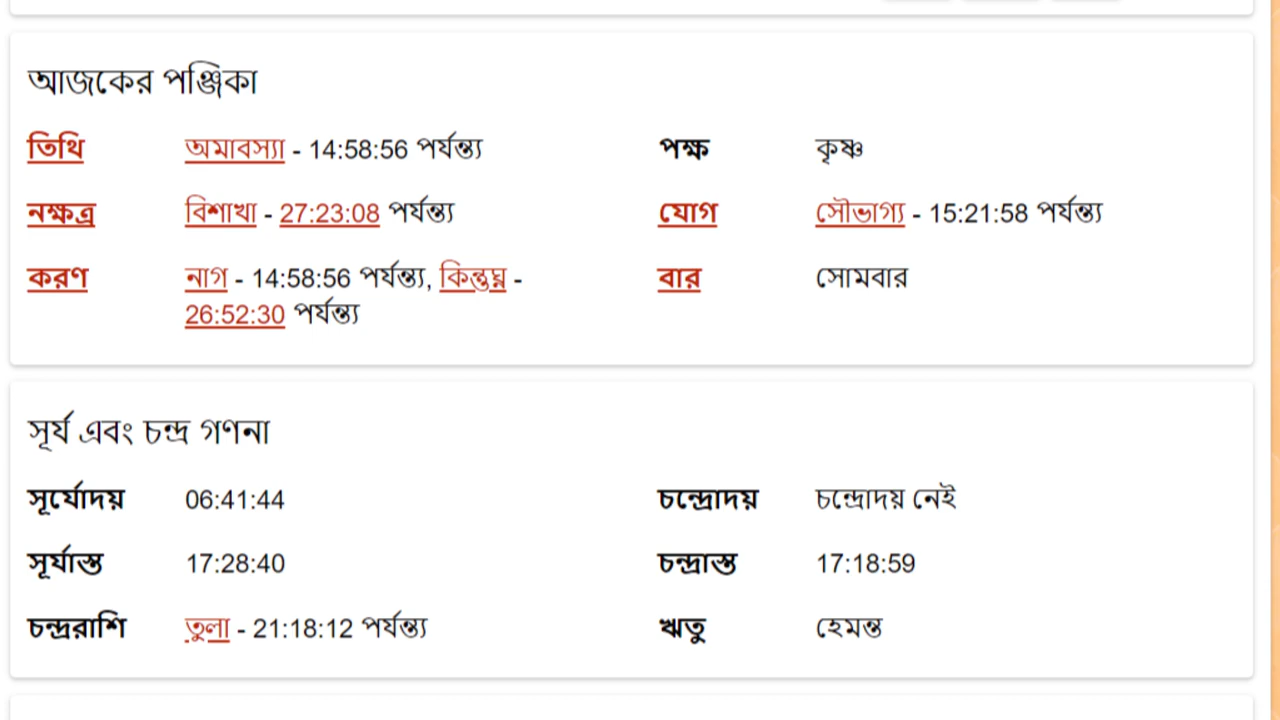 আজকের পঞ্জিকা
তিথি অমাবস্যা - 14:58:56 পর্যন্ত্য পক্ষ কৃষ্ণ
নক্ষত্র বিশাখা - 27:23:08 পর্যন্ত্য যোগ সৌভাগ্য - 15:21:58 পর্যন্ত্য
করণ নাগ - 14:58:56 পর্যন্ত্য, কিন্তুঘ্ন - বার সোমবার
26:52:30 পর্যন্ত্য
সূর্য এবং চন্দ্র গণনা
সূর্যোদয় 06:41:44 চন্দ্রোদয় চন্দ্রোদয় নেই
সূর্যাস্ত 17:28:40 চন্দ্রাস্ত 17:18:59
চন্দ্ররাশি তুলা - 21:18:12 পর্যন্ত্য ঋতু হেমন্ত